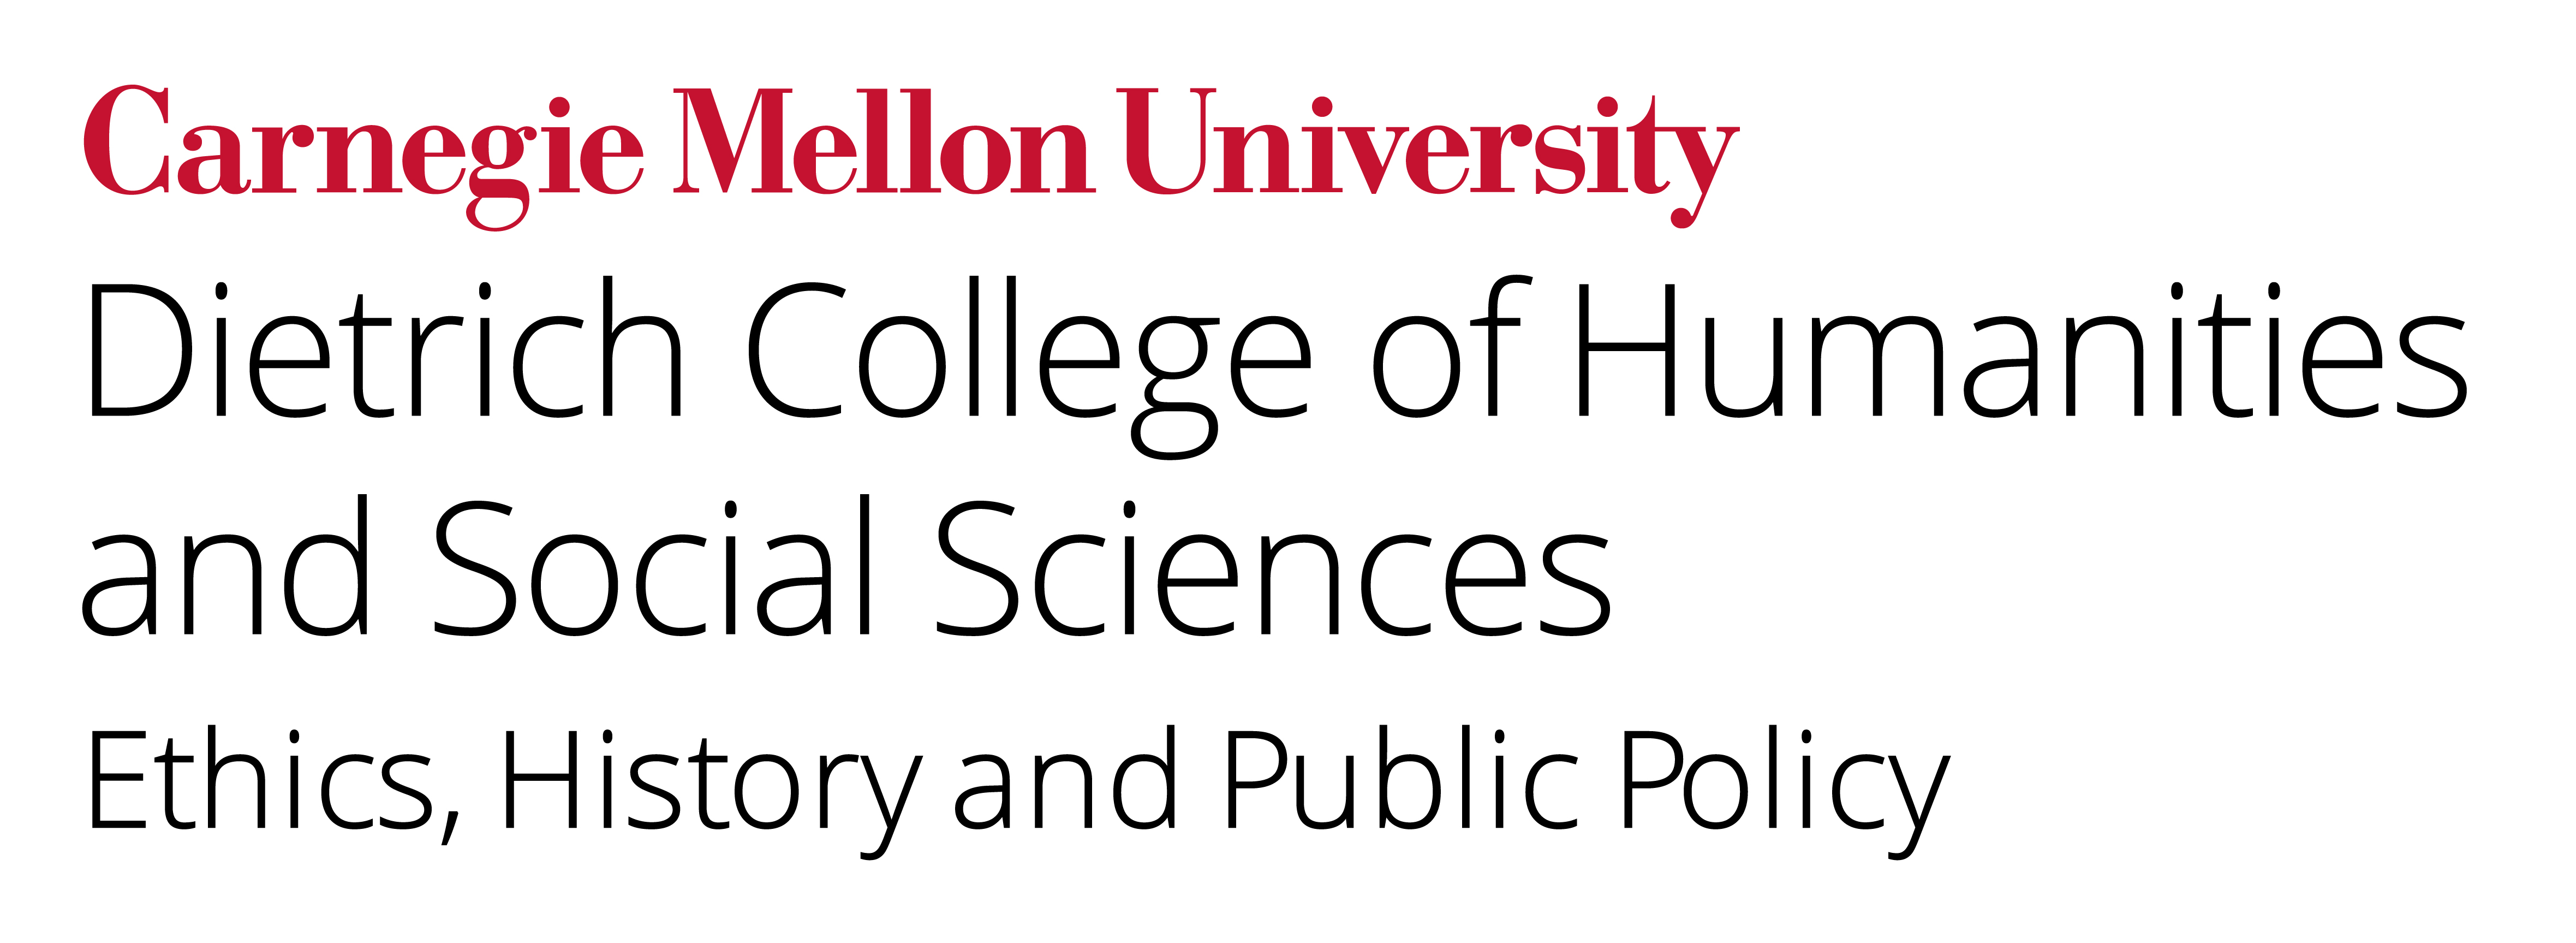 Carnegie Mellon University
Dietrich College of Humanities
and Social Sciences
Ethics, History and Public Policy